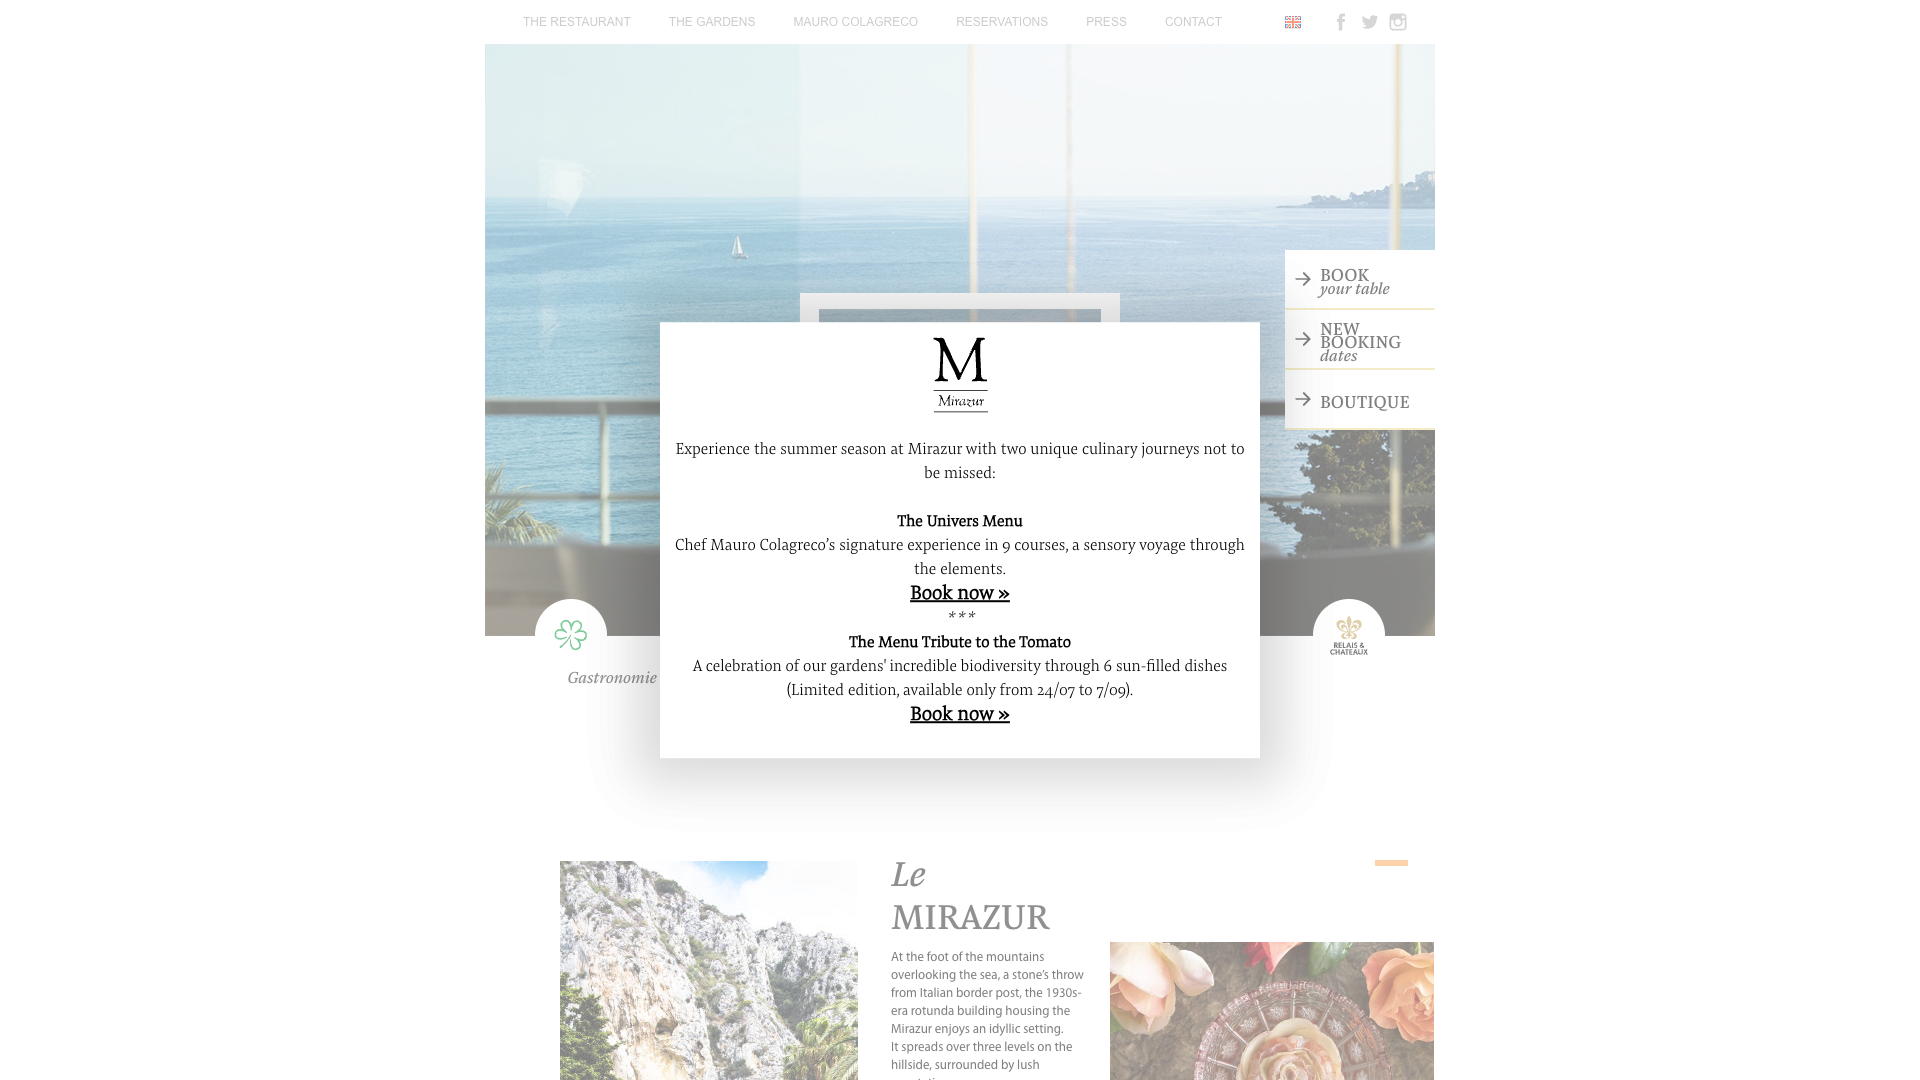 THE RESTAURANT THE GARDENS MAURO COLAGRECO RESERVATIONS PRESS CONTACT
BOOK
your table
NEW
BOOKING
dates
BOUTIQUE
M
Mirazur
Experience the summer season at Mirazur with two unique culinary journeys not to
be missed:
The Univers Menu
Chef Mauro Colagreco’s signature experience in 9 courses, a sensory voyage through
the elements.
Book now »
* * *
The Menu Tribute to the Tomato
A celebration of our gardens' incredible biodiversity through 6 sun-filled dishes
(Limited edition, available only from 24/07 to 7/09).
Book now »
Gastronomie
RELAIS &
CHATEAUX
Le
MIRAZUR
At the foot of the mountains
overlooking the sea, a stone’s throw
from Italian border post, the 1930s-
era rotunda building housing the
Mirazur enjoys an idyllic setting.
It spreads over three levels on the
hillside, surrounded by lush